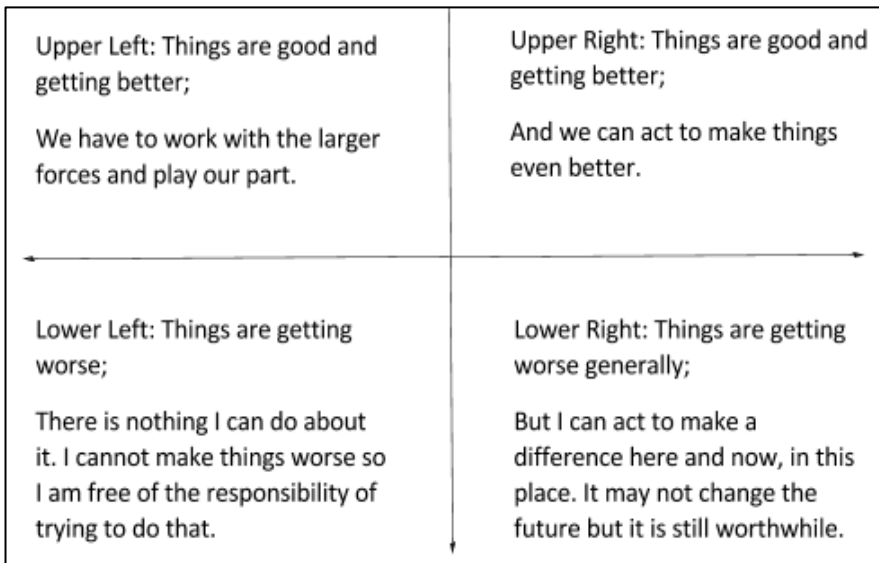 Upper Left: Things are good and
getting better;
We have to work with the larger
forces and play our part.
Upper Right: Things are good and
getting better;
And we can act to make things
even better.
Lower Left: Things are getting
worse;
There is nothing I can do about
it. I cannot make things worse so
I am free of the responsibility of
trying to do that.
Lower Right: Things are getting
worse generally;
But I can act to make a
difference here and now, in this
place. It may not change the
future but it is still worthwhile.